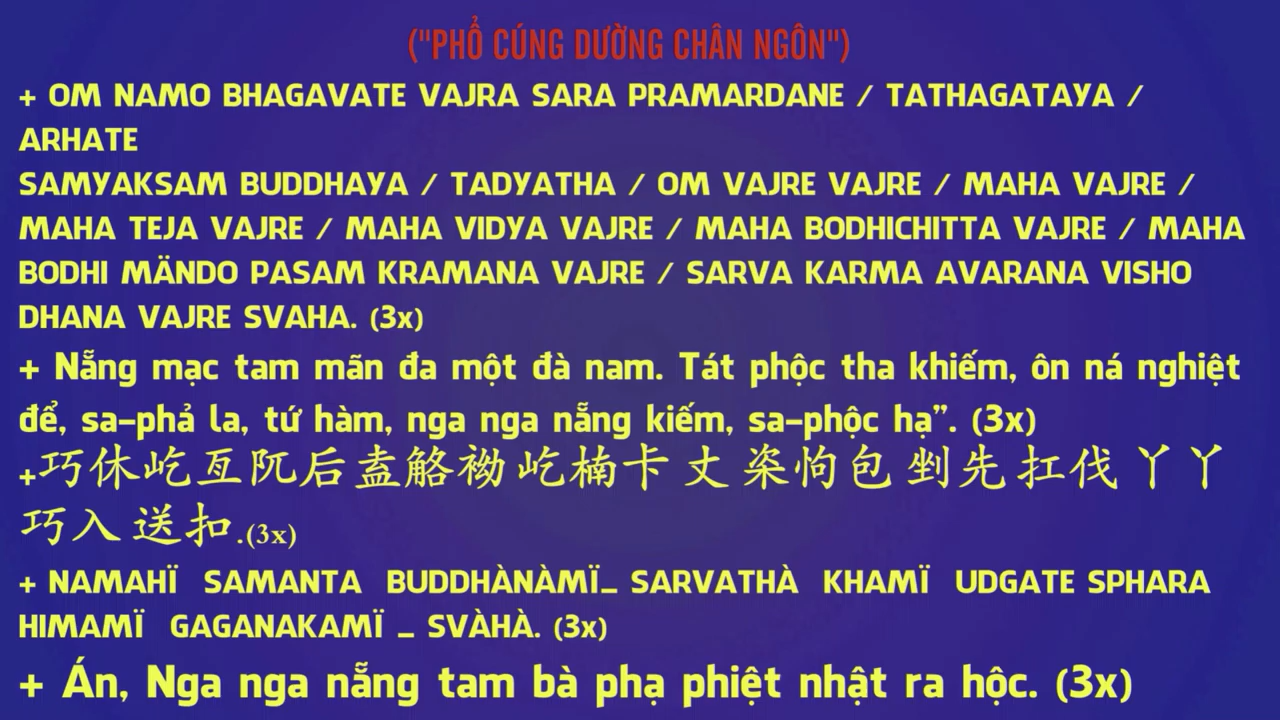 ("PHỔ CÚNG DƯỜNG CHÂN NGÔN")
+ OM NAMO BHAGAVATE VAJRA SARA PRAMARDANE / TATHAGATAYA /
ARHATE
SAMYAKSAM BUDDHAYA / TADYATHA / OM VAJRE VAJRE / MAHA VAJRE /
MAHA TEJA VAJRE / MAHA VIDYA VAJRE / MAHA BODHICHITTA VAJRE / MAHA
BODHI MÄNDO PASAM KRAMANA VAJRE / SARVA KARMA AVARANA VISHO
DHANA VAJRE SVAHA. (3x)
+ Nẵng mạc tam mãn đa một đà nam. Tát phộc tha khiếm, ôn ná nghiệt
để, sa-phả la, tứ hàm, nga nga nẵng kiếm, sa-phộc hạ”. (3x)
+巧休屹亙阢后盍觡袎 屹楠卡 丈 粢怐包 剉先 扛伐 丫丫
巧入 送扣.(3x)
+ NAMAHÏ SAMANTA BUDDHÀNÀMÏ_ SARVATHÀ KHAMÏ UDGATE SPHARA
HIMAMÏ GAGANAKAMÏ _ SVÀHÀ. (3x)
+ Án, Nga nga nẵng tam bà phạ phiệt nhật ra hộc. (3x)